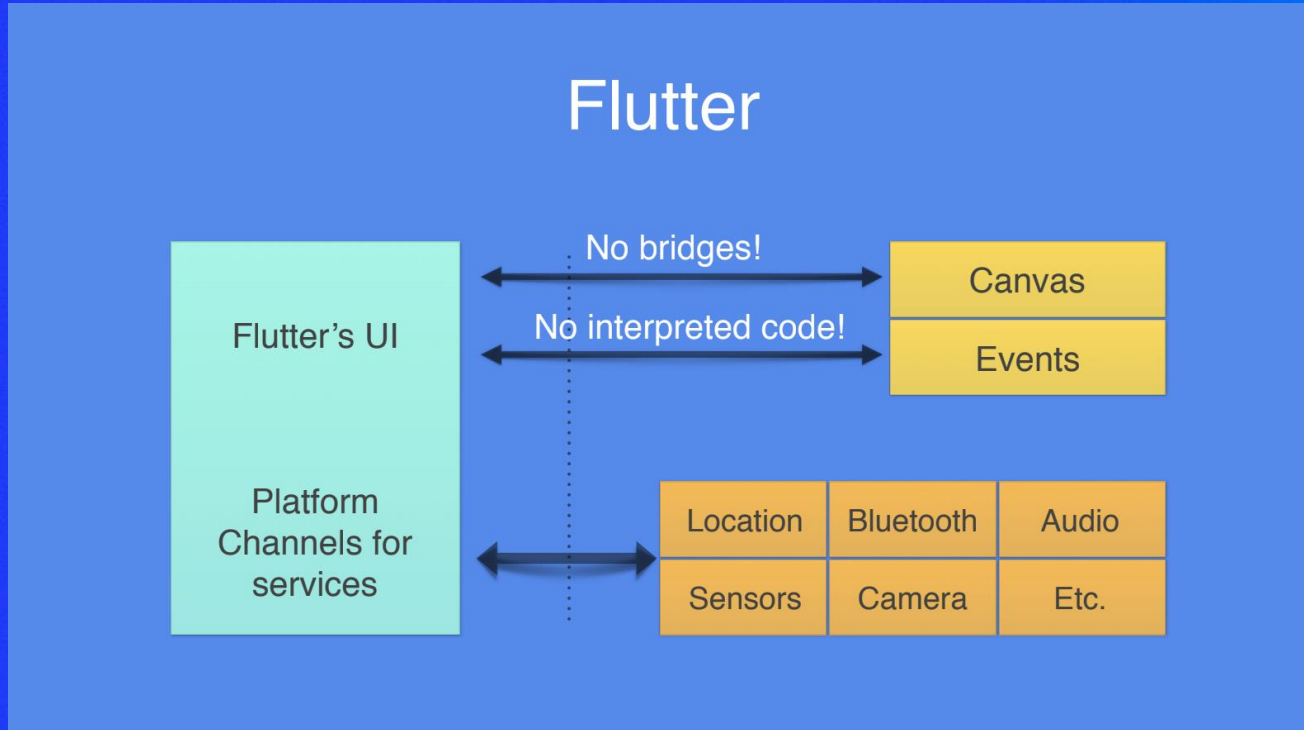 Flutter
No bridges!
No interpreted code!
Flutter’s UI
Platform
Channels for
services
Canvas
Events
Location
Bluetooth
Audio
Sensors
Camera
Etc.